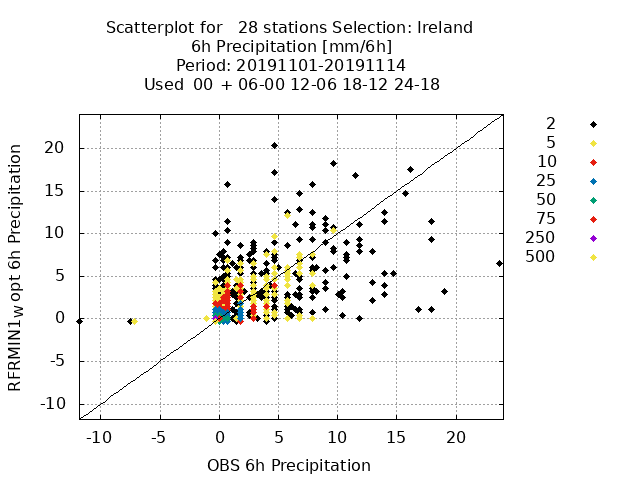 Scatterplot for 28 stations Selection: Ireland
6h Precipitation [mm/6h]
Period: 20191101-20191114
Used 00 + 06-00 12-06 18-12 24-18
RFRMIN1w opt 6h Precipitation
20
15
10
5
0
-5
-10
-10 -5 0 5 10 15 20
OBS 6h Precipitation
2
5
10
25
50
75
250
500